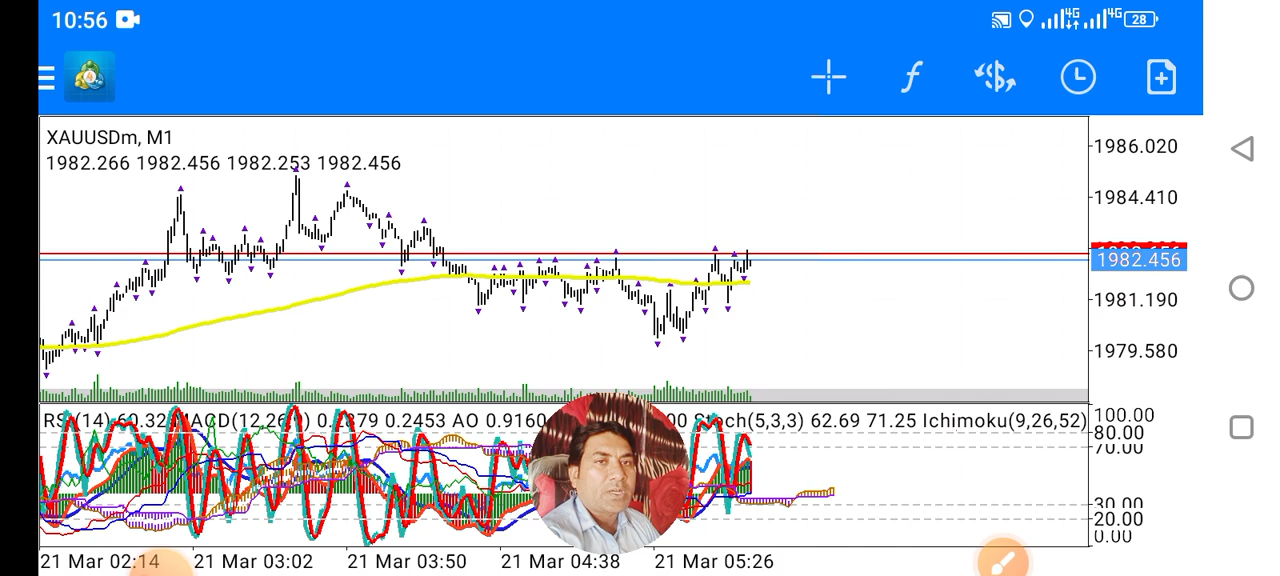 10:56
4G 4G 28
XAUUSDm, M1
1982.266 1982.456 1982.253 1982.456
1986.020
1984.410
1982.456
1981.190
1979.580
RSI(14) 60.32 MACD(12,26, 0.2453 AO 0.9160 Stoch(5,3,3) 62.69 71.25 Ichimoku(9,26,52)
100.00
80.00
70.00
30.00
20.00
0.00
21 Mar 02:14 21 Mar 03:02 21 Mar 03:50 21 Mar 04:38 21 Mar 05:26